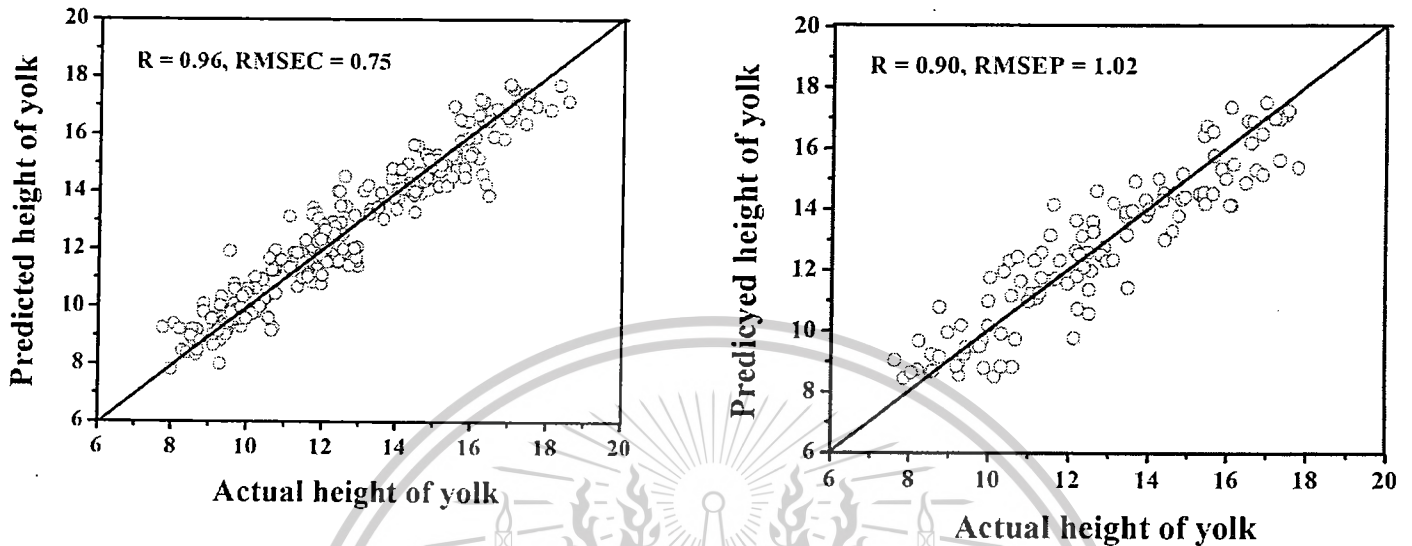 20
18
16
14
12
10
8
6
Predicted height of yolk
R = 0.96, RMSEC = 0.75
6 8 10 12 14 16 18 20
Actual height of yolk
20
18
16
14
12
10
8
6
Predicyed height of yolk
R = 0.90, RMSEP = 1.02
6 8 10 12 14 16 18 20
Actual height of yolk